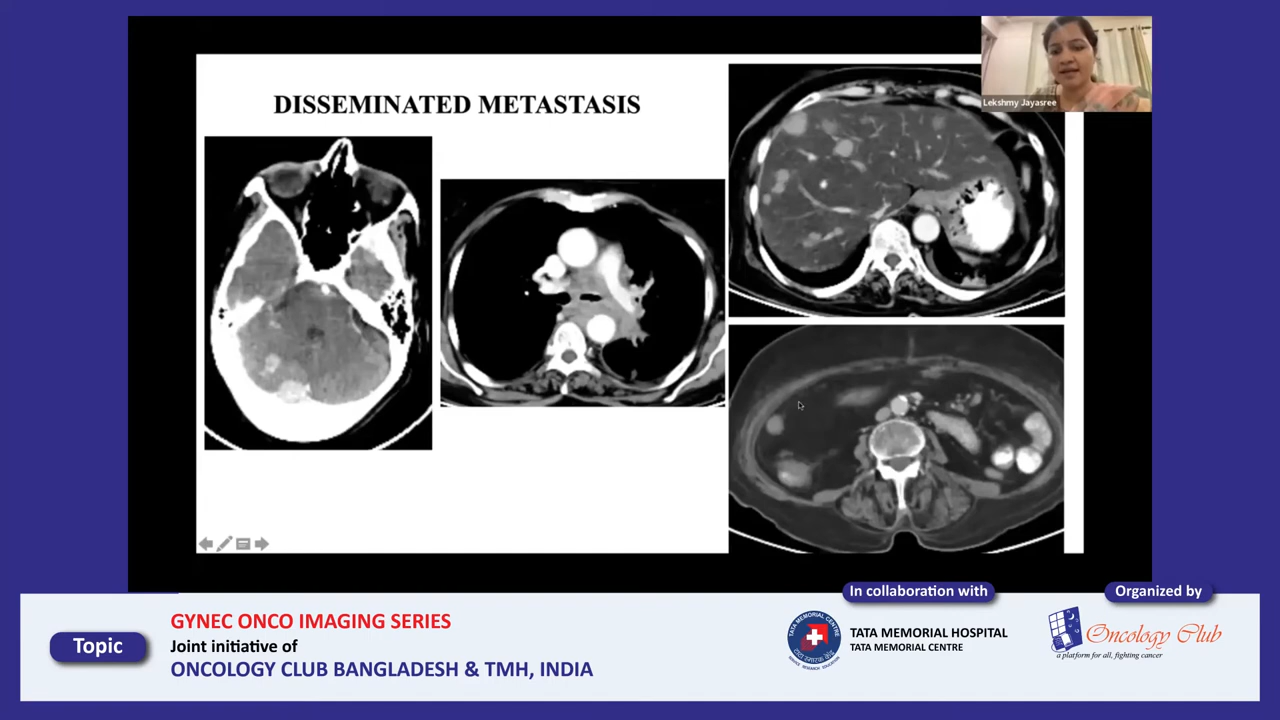 DISSEMINATED METASTASIS
Lekshmy Jayasree
Topic
GYNEC ONCO IMAGING SERIES
Joint initiative of
ONCOLOGY CLUB BANGLADESH & TMH, INDIA
In collaboration with
TATA MEMORIAL HOSPITAL
TATA MEMORIAL CENTRE
Organized by
Oncology Club
a platform for all, fighting cancer